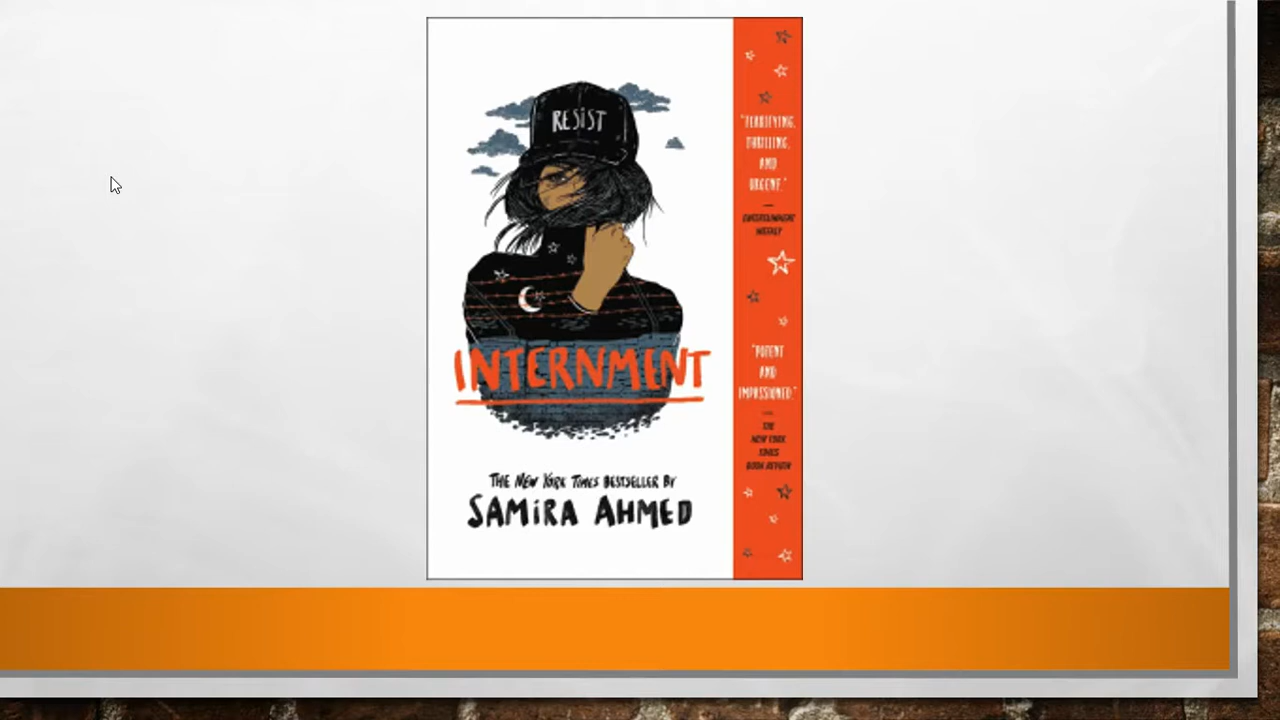 RESIST
INTERNMENT
THE NEW YORK TIMES BESTSELLER BY
SAMIRA AHMED
"TERRIFYING,
THRILLING,
AND
URGENT."
—
ENTERTAINMENT
WEEKLY
"POTENT
AND
IMPASSIONED."
—
THE
NEW YORK
TIMES
BOOK REVIEW